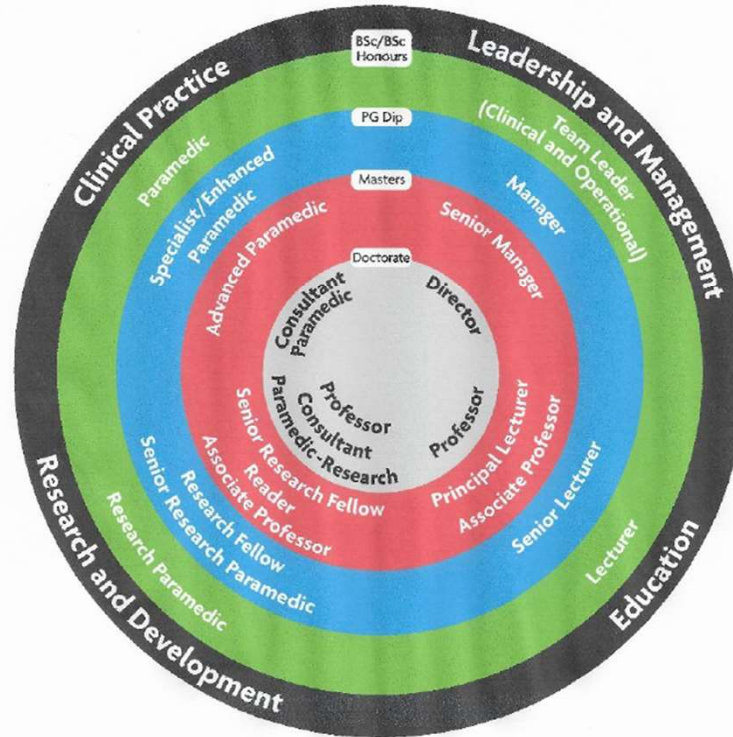 Clinical Practice
Leadership and Management
Education
Research and Development
BSc/BSc
Honours
PG Dip
Masters
Doctorate
Paramedic
Team Leader
(Clinical and Operational)
Specialist/Enhanced
Paramedic
Manager
Advanced Paramedic
Senior Manager
Consultant
Paramedic
Director
Professor
Consultant
Paramedic-Research
Professor
Senior Research Fellow
Reader
Associate Professor
Principal Lecturer
Associate Professor
Research Fellow
Senior Research Paramedic
Senior Lecturer
Research Paramedic
Lecturer